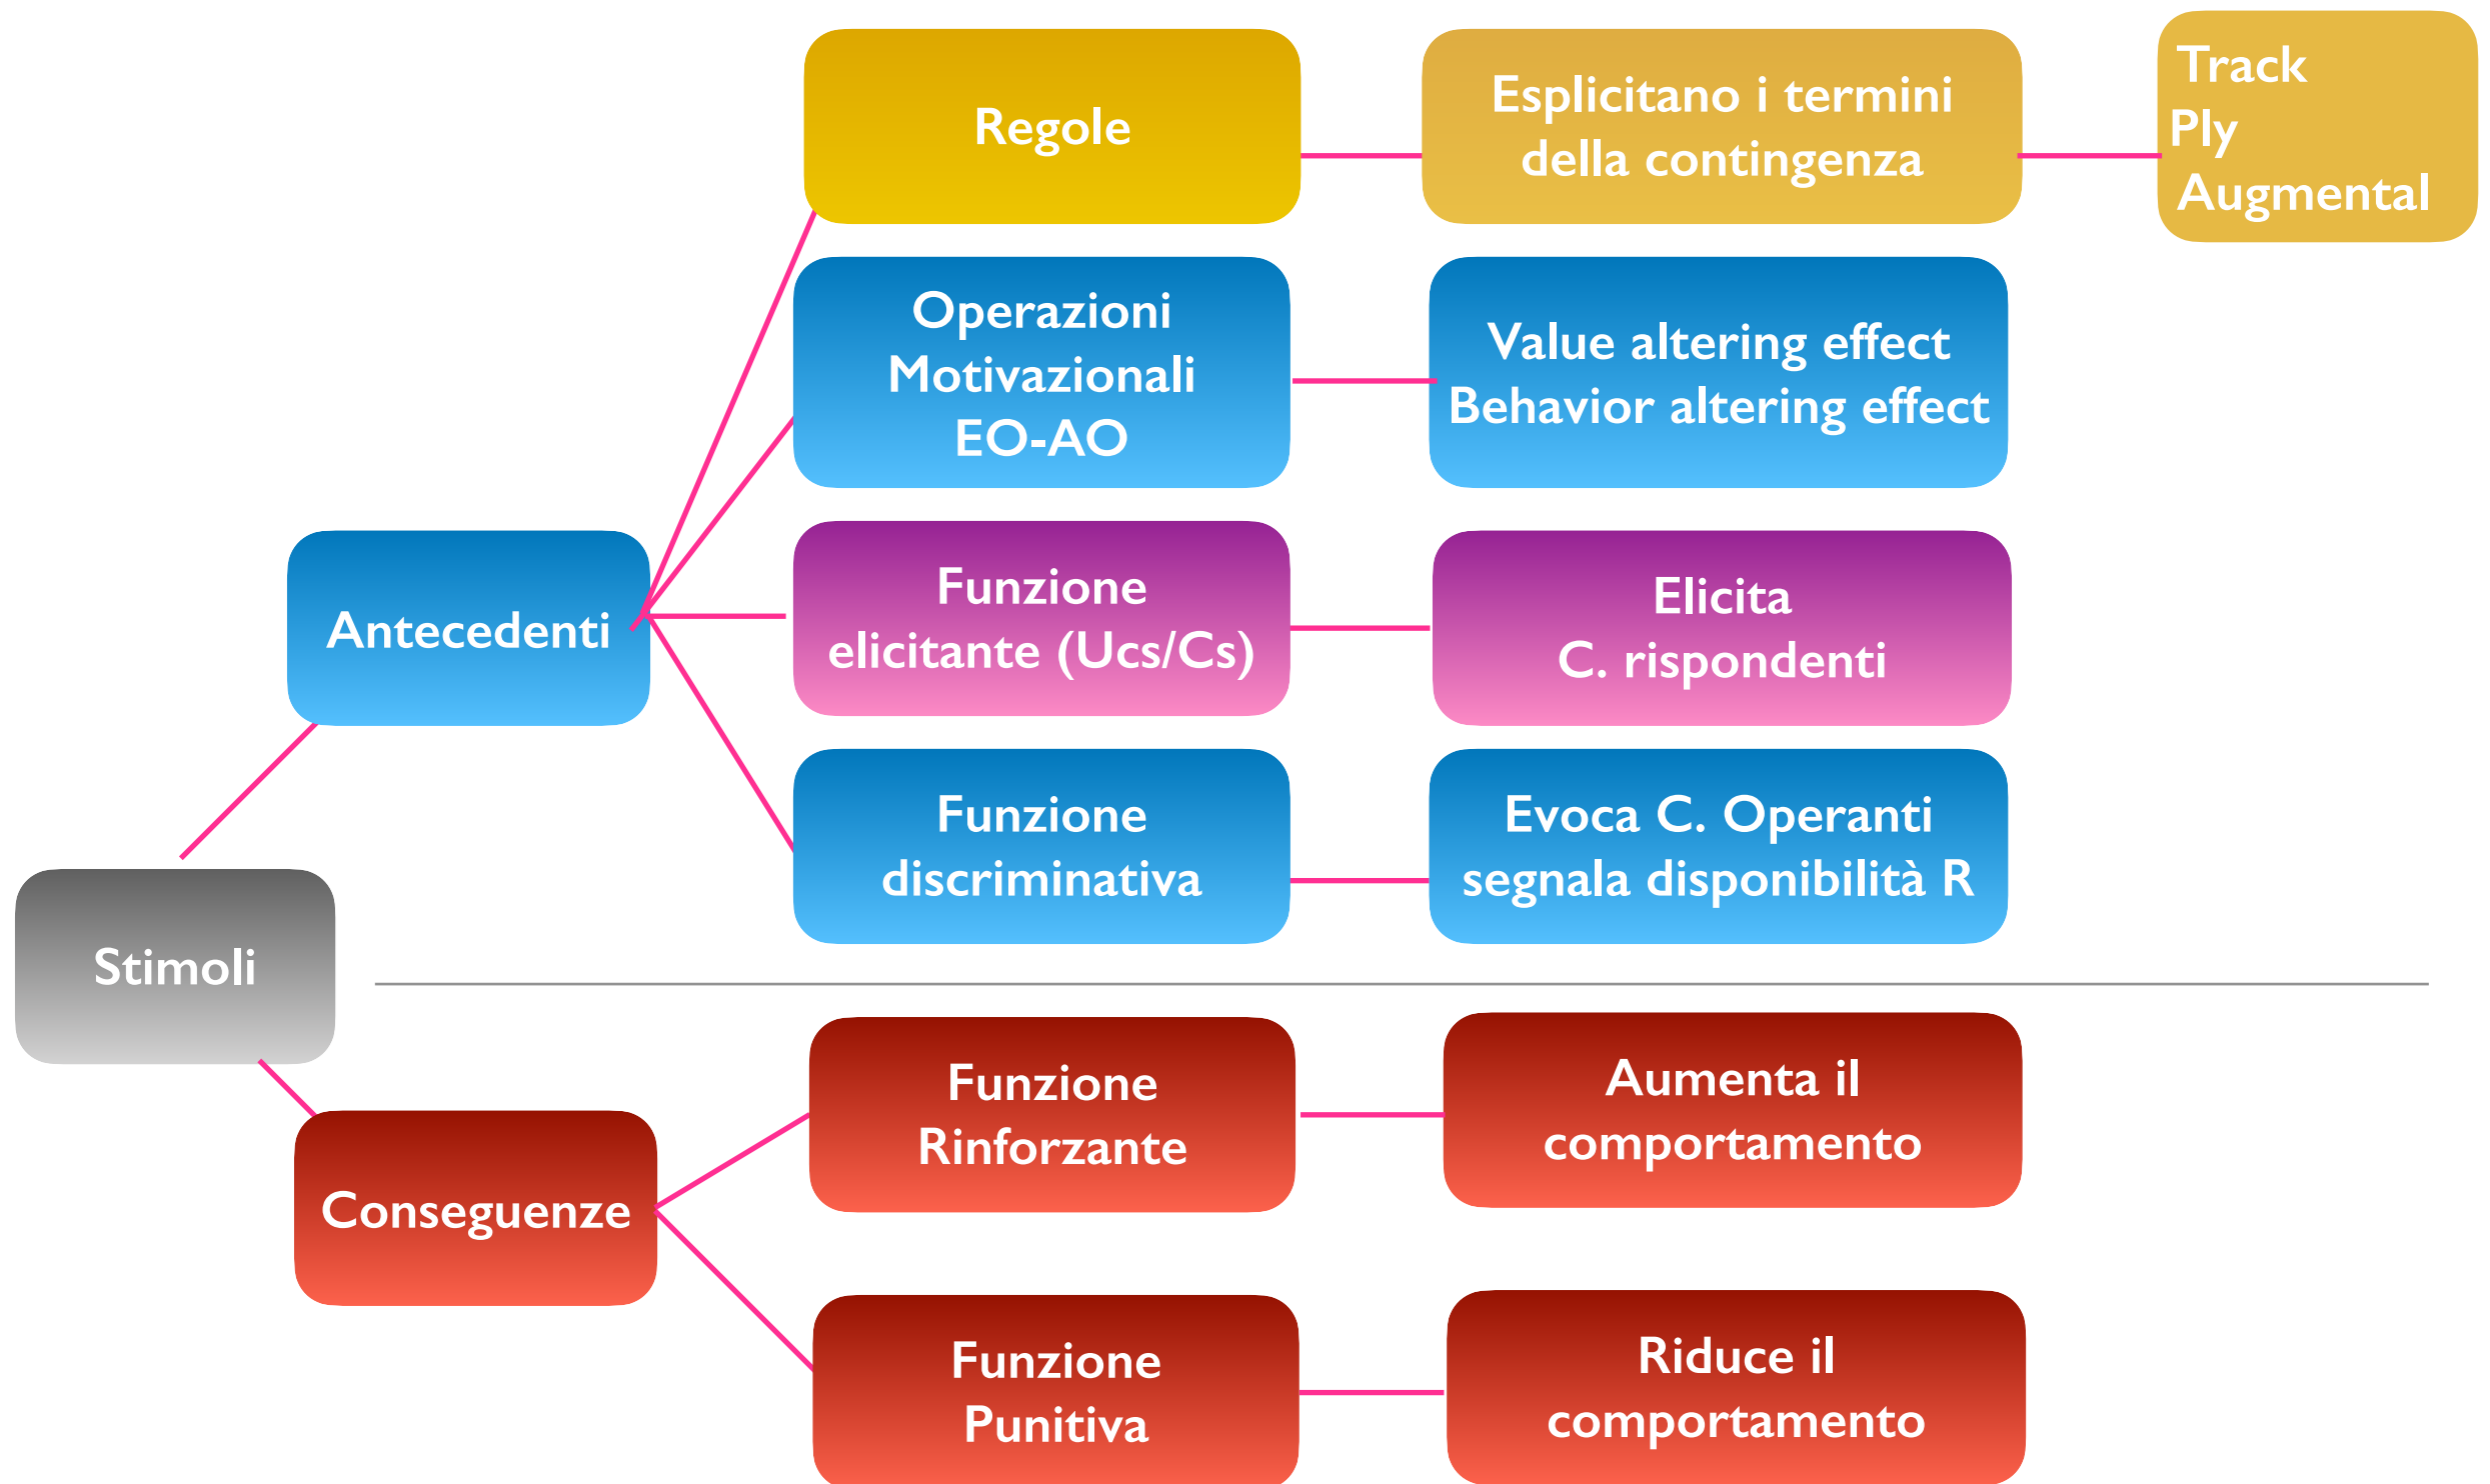 Regole
Esplicitano i termini
della contingenza
Track
Ply
Augmental
Operazioni
Motivazionali
EO-AO
Value altering effect
Behavior altering effect
Antecedenti
Funzione
elicitante (Ucs/Cs)
Elicita
C. rispondenti
Funzione
discriminativa
Evoca C. Operanti
segnala disponibilità R
Stimoli
Conseguenze
Funzione
Rinforzante
Aumenta il
comportamento
Funzione
Punitiva
Riduce il
comportamento